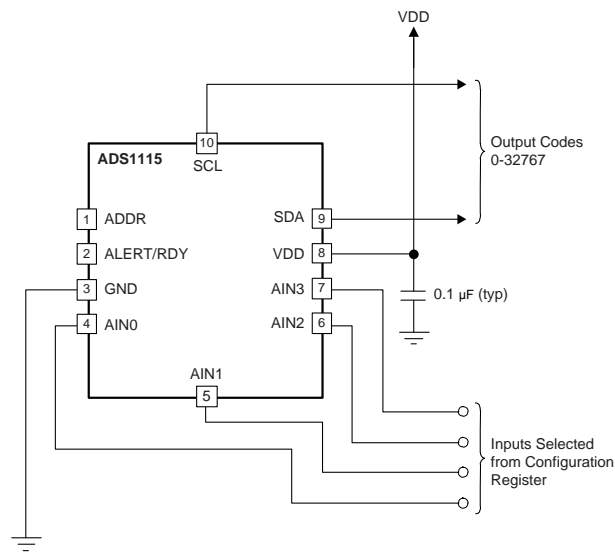 VDD
10
ADS1115
SCL
Output Codes
0-32767
1 ADDR
SDA 9
2 ALERT/RDY
VDD 8
3 GND
AIN3 7
0.1 µF (typ)
4 AIN0
AIN2 6
AIN1
5
Inputs Selected
from Configuration
Register